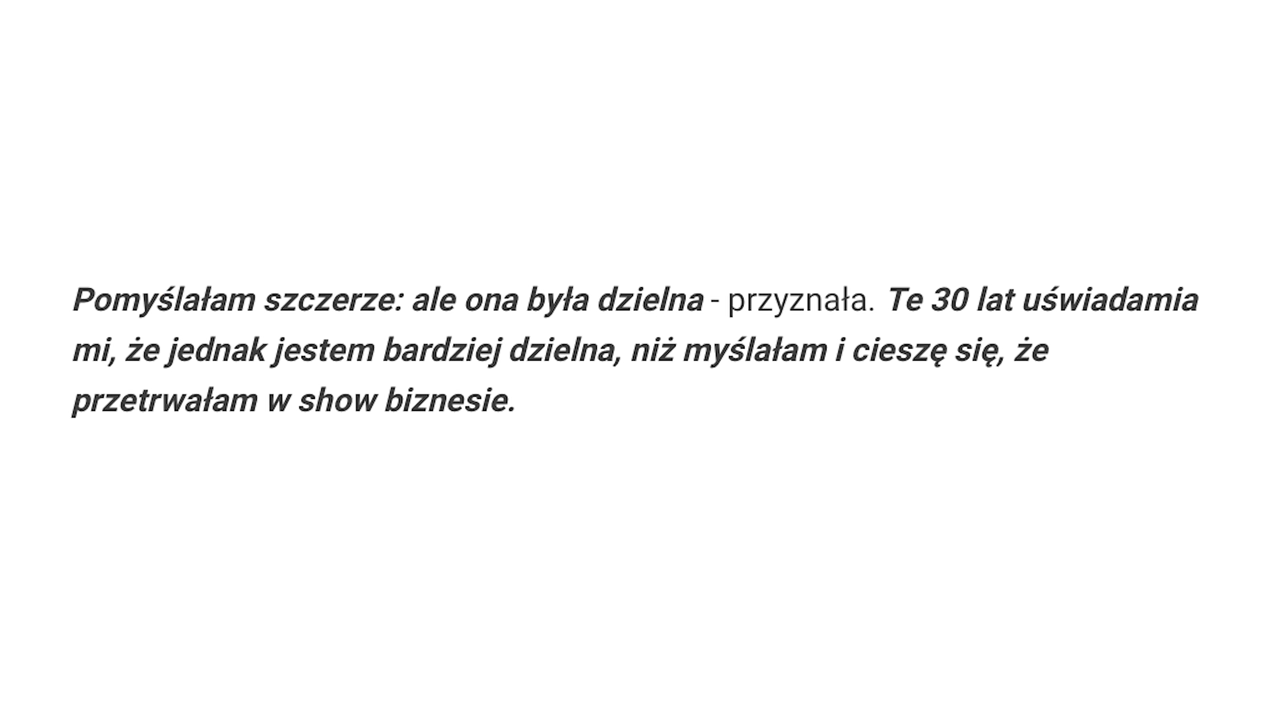 Pomyślałam szczerze: ale ona była dzielna - przyznała. Te 30 lat uświadamia
mi, że jednak jestem bardziej dzielna, niż myślałam i cieszę się, że
przetrwałam w show biznesie.